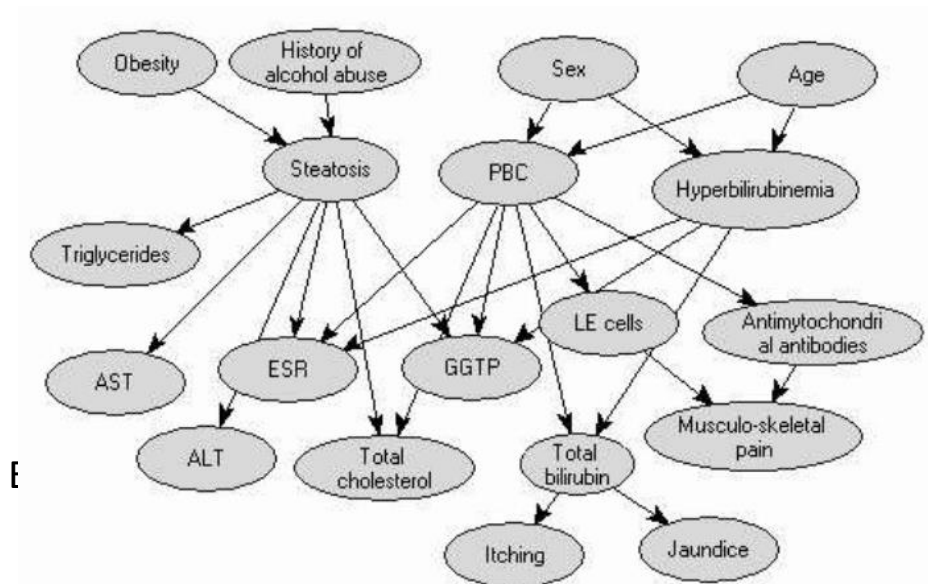 Obesity
History of
alcohol abuse
Sex
Age
Steatosis
PBC
Hyperbilirubinemia
Triglycerides
LE cells
Antimytochondri
al antibodies
AST
ESR
GGTP
ALT
Total
cholesterol
Total
bilirubin
Musculo-skeletal
pain
Itching
Jaundice